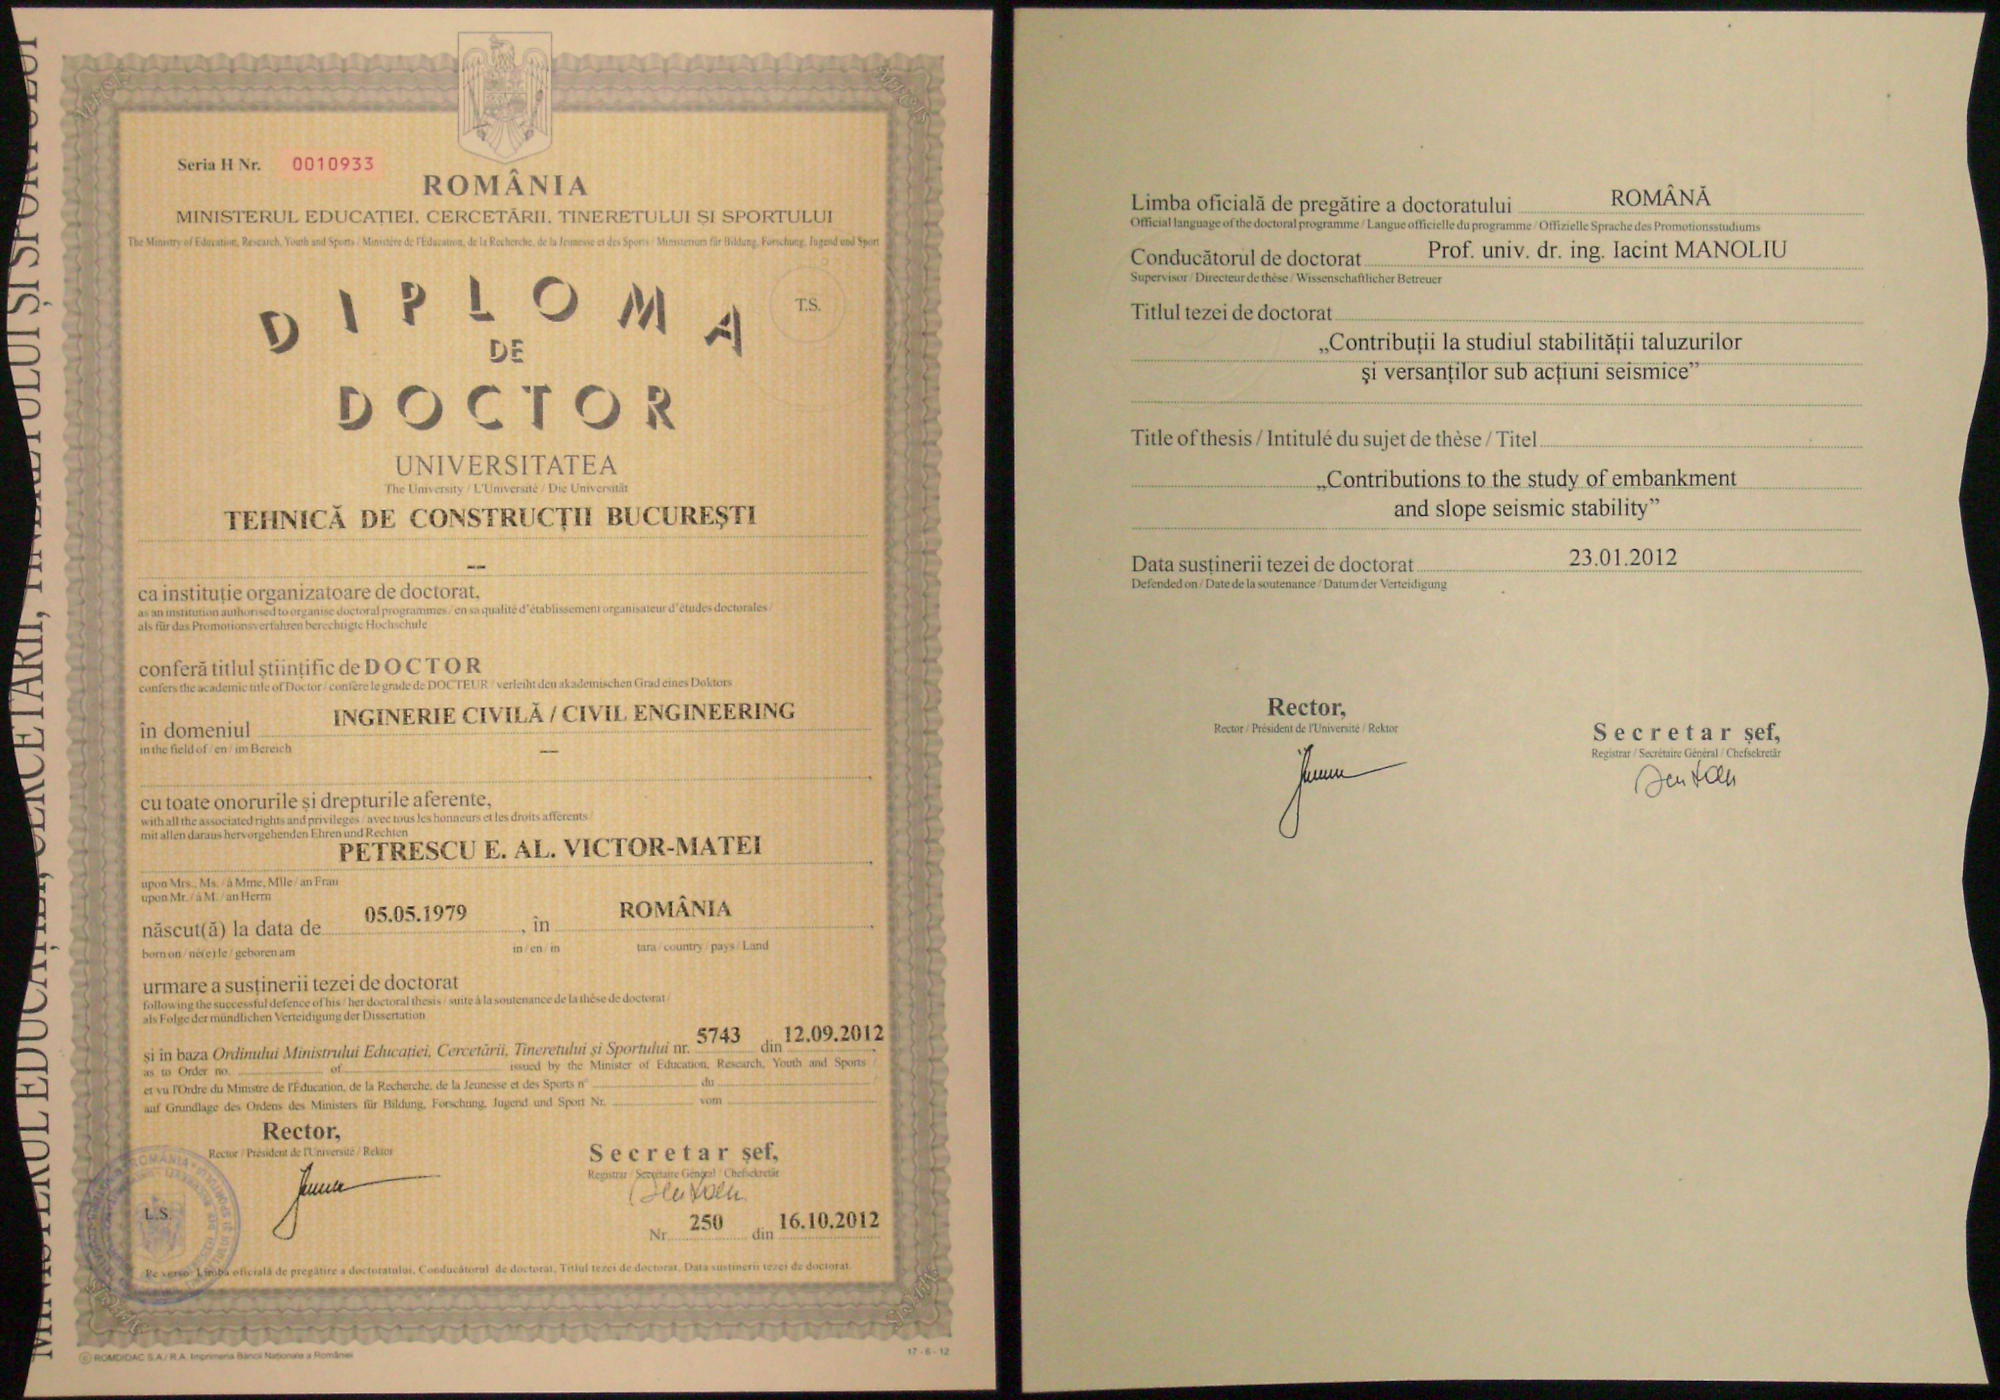 MINISTERUL EDUCAȚIEI, CERCETĂRII, TINERETULUI ȘI SPORTULUI
Seria H Nr. 0010933
ROMÂNIA
MINISTERUL EDUCAȚIEI, CERCETĂRII, TINERETULUI ȘI SPORTULUI
The Ministry of Education, Research, Youth and Sports / Ministère de l'Éducation, de la Recherche, de la Jeunesse et des Sports / Ministerium für Bildung, Forschung, Jugend und Sport
DIPLOMA
T.S.
DE
DOCTOR
UNIVERSITATEA
The University / L'Université / Die Universität
TEHNICĂ DE CONSTRUCȚII BUCUREȘTI
--
ca instituție organizatoare de doctorat,
as an institution authorised to organise doctoral programmes / en sa qualité d'établissement organisateur d'études doctorales /
als für das Promotionsverfahren berechtigte Hochschule
conferă titlul științific de DOCTOR
confers the academic title of Doctor / confère le grade de DOCTEUR / verleiht den akademischen Grad eines Doktors
în domeniul INGINERIE CIVILĂ / CIVIL ENGINEERING
in the field of / en / im Bereich
—
cu toate onorurile și drepturile aferente,
with all the associated rights and privileges / avec tous les honneurs et les droits afférents /
mit allen daraus hervorgehenden Ehren und Rechten
PETRESCU E. AL. VICTOR-MATEI
upon Mrs., Ms. / à Mme, Mlle / an Frau
upon Mr. / à M. / an Herrn
născut(ă) la data de 05.05.1979, în ROMÂNIA
born on / né(e) le / geboren am in / en / in țara / country / pays / Land
urmare a susținerii tezei de doctorat
following the successful defence of his / her doctoral thesis / suite à la soutenance de la thèse de doctorat /
als Folge der mündlichen Verteidigung der Dissertation
și în baza Ordinului Ministrului Educației, Cercetării, Tineretului și Sportului nr. 5743 din 12.09.2012
as to Order no. of issued by the Minister of Education, Research, Youth and Sports /
et vu l'Ordre du Ministre de l'Éducation, de la Recherche, de la Jeunesse et des Sports n° du
auf Grundlage des Ordens des Ministers für Bildung, Forschung, Jugend und Sport Nr. vom
Rector,
Rector / Président de l'Université / Rektor
Secretar șef,
Registrar / Secrétaire Général / Chefsekretär
L.S.
Nr. 250 din 16.10.2012
Pe verso: Limba oficială de pregătire a doctoratului, Conducătorul de doctorat, Titlul tezei de doctorat, Data susținerii tezei de doctorat.
© ROMDIDAC S.A./ R.A. Imprimeria Băncii Naționale a României
17 - 6 - 12
Limba oficială de pregătire a doctoratului ROMÂNĂ
Official language of the doctoral programme / Langue officielle du programme / Offizielle Sprache des Promotionsstudiums
Conducătorul de doctorat Prof. univ. dr. ing. Iacint MANOLIU
Supervisor / Directeur de thèse / Wissenschaftlicher Betreuer
Titlul tezei de doctorat
„Contribuții la studiul stabilității taluzurilor
și versanților sub acțiuni seismice”
Title of thesis / Intitulé du sujet de thèse / Titel
„Contributions to the study of embankment
and slope seismic stability”
Data susținerii tezei de doctorat 23.01.2012
Defended on / Date de la soutenance / Datum der Verteidigung
Rector,
Rector / Président de l'Université / Rektor
Secretar șef,
Registrar / Secrétaire Général / Chefsekretär